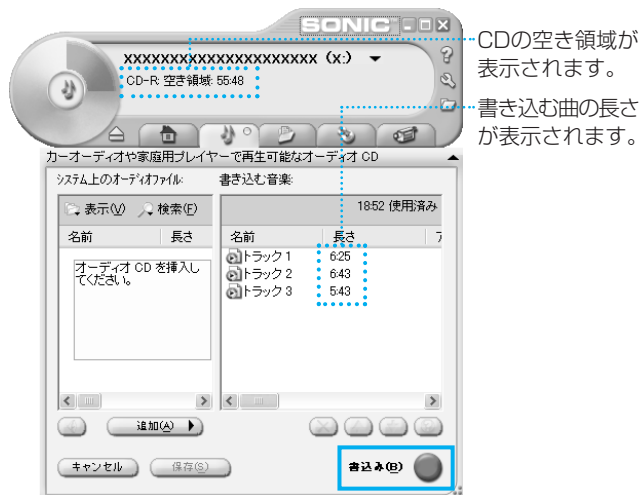 SONIC
XXXXXXXXXXXXXXXXXXXXXX (X:)
CD-R: 空き領域: 55:48
CDの空き領域が
表示されます。
書き込む曲の長さ
が表示されます。
カーオーディオや家庭用プレイヤーで再生可能なオーディオ CD
システム上のオーディオファイル:
書き込む音楽:
表示(V) 検索(F)
18:52 使用済み
名前 長さ
名前 長さ
オーディオ CD を挿入し
てください。
トラック 1 6:25
トラック 2 6:43
トラック 3 5:43
追加(A)
キャンセル 保存(S)
書込み(B)